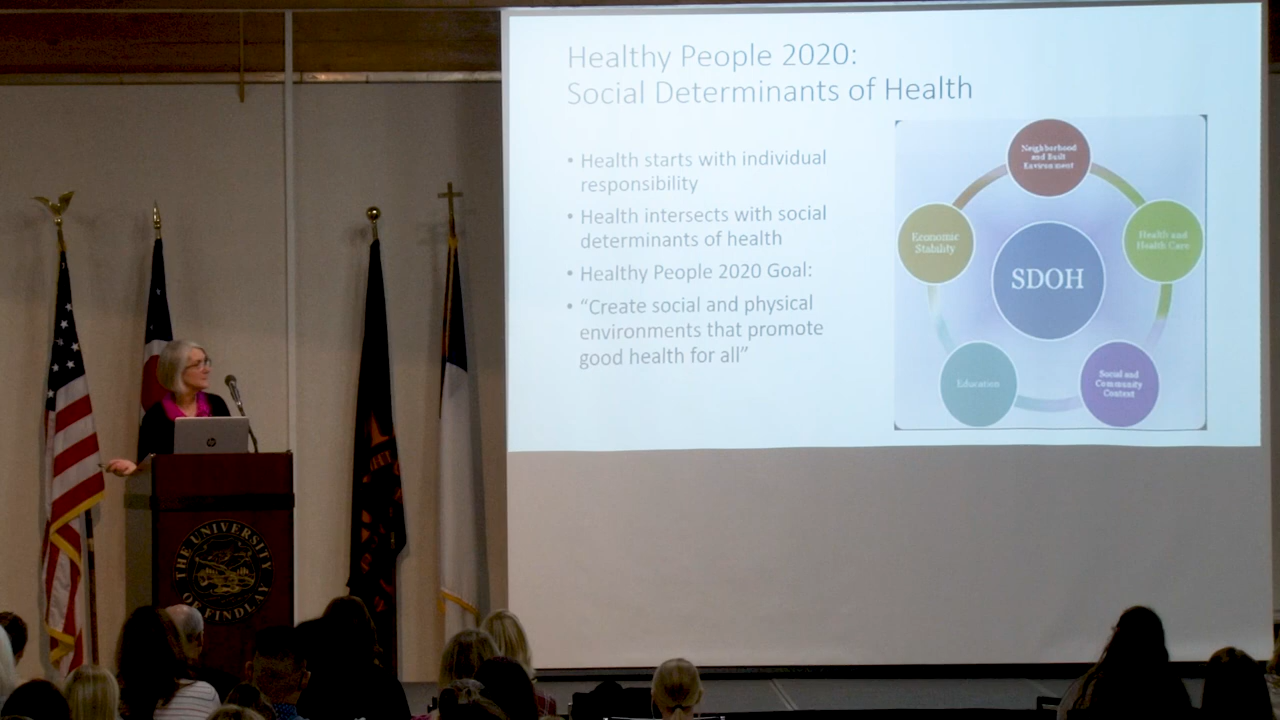 Healthy People 2020:
Social Determinants of Health
• Health starts with individual
responsibility
• Health intersects with social
determinants of health
• Healthy People 2020 Goal:
• “Create social and physical
environments that promote
good health for all”
Neighborhood
and Built
Environment
Economic
Stability
Health and
Health Care
SDOH
Education
Social and
Community
Context
hp
THE UNIVERSITY
OF FINDLAY